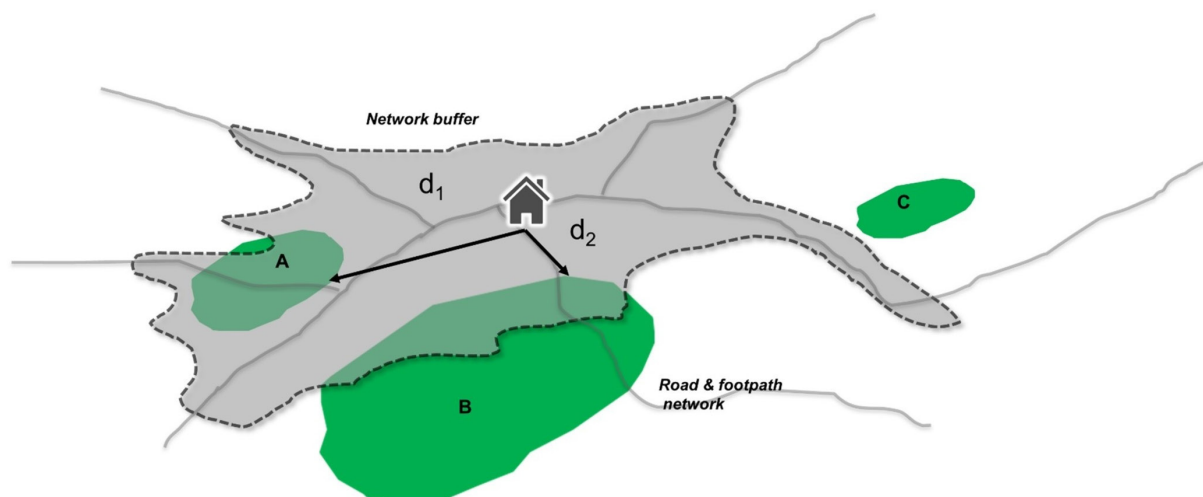 Network buffer
d1
d2
A
C
B
Road & footpath
network